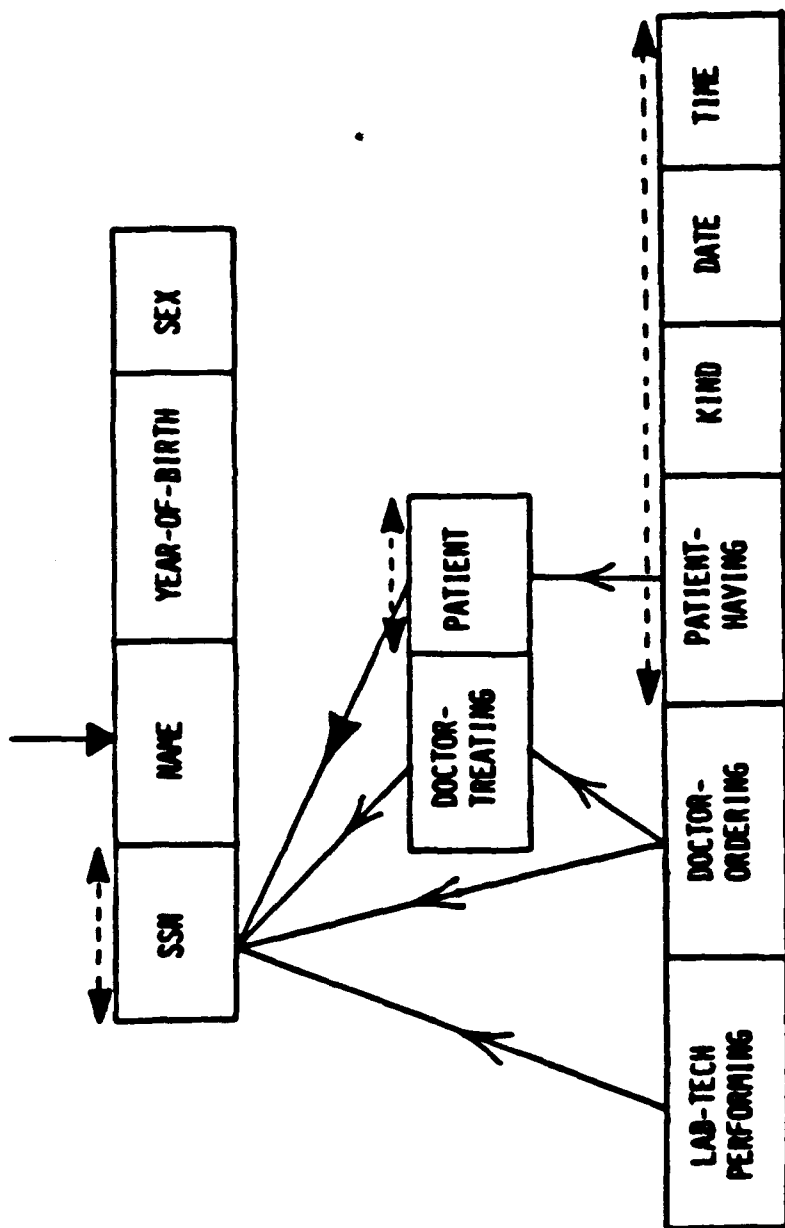 SSN
NAME
YEAR-OF-BIRTH
SEX
DOCTOR-
TREATING
PATIENT
LAB-TECH
PERFORMING
DOCTOR-
ORDERING
PATIENT-
HAVING
KIND
DATE
TIME